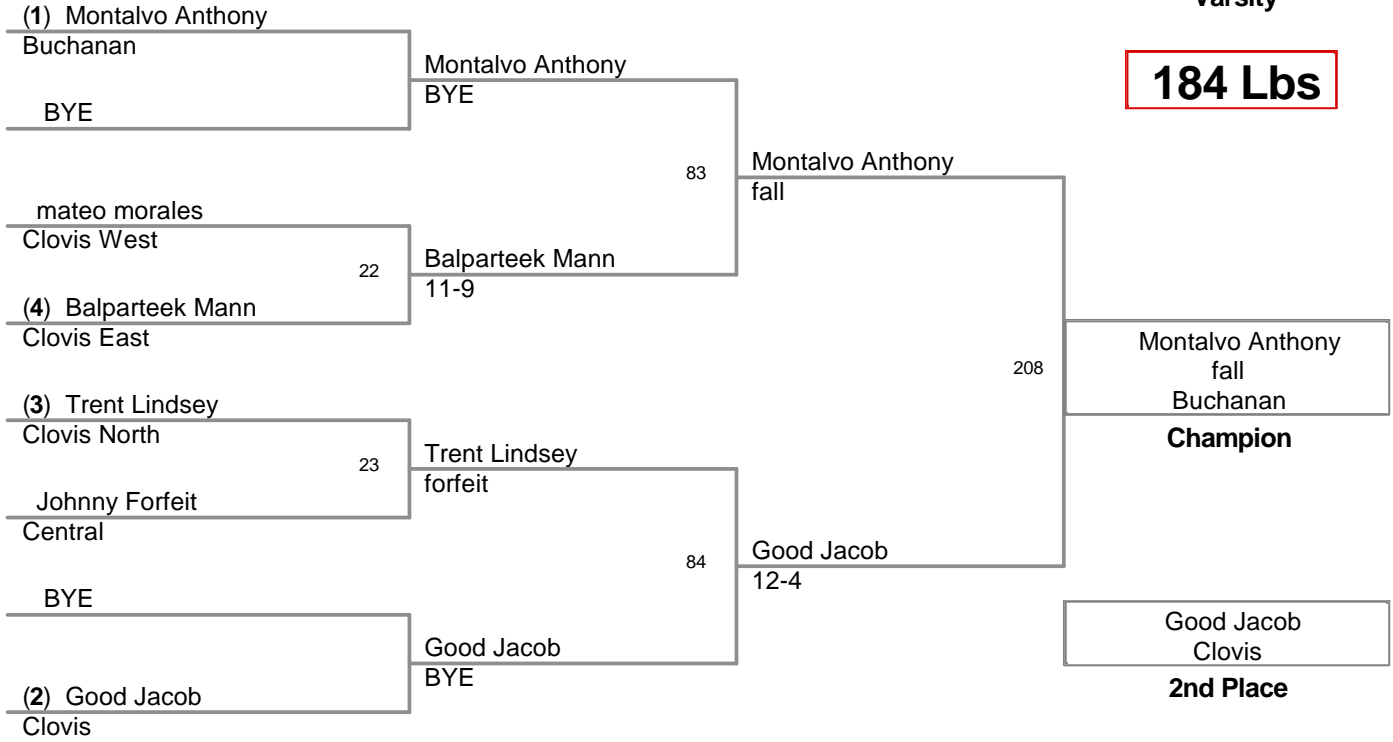 Varsity
184 Lbs
(1) Montalvo Anthony
Buchanan
BYE
mateo morales
Clovis West
22
(4) Balparteek Mann
Clovis East
(3) Trent Lindsey
Clovis North
23
Johnny Forfeit
Central
BYE
(2) Good Jacob
Clovis
Montalvo Anthony
BYE
83
Balparteek Mann
11-9
Trent Lindsey
forfeit
84
Good Jacob
BYE
Montalvo Anthony
fall
208
Good Jacob
12-4
Montalvo Anthony
fall
Buchanan
Champion
Good Jacob
Clovis
2nd Place